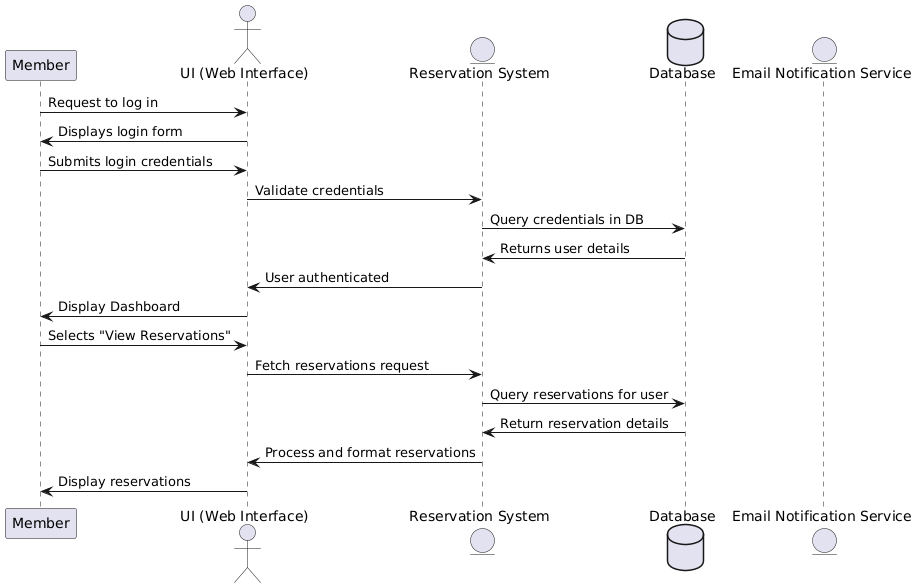 Member
UI (Web Interface)
Reservation System
Database
Email Notification Service
Request to log in
Displays login form
Submits login credentials
Validate credentials
Query credentials in DB
Returns user details
User authenticated
Display Dashboard
Selects "View Reservations"
Fetch reservations request
Query reservations for user
Return reservation details
Process and format reservations
Display reservations
Member
UI (Web Interface)
Reservation System
Database
Email Notification Service